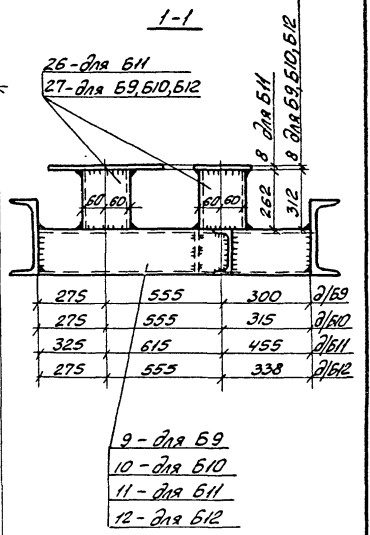 1-1
26-для Б11
27-для Б9,Б10,Б12
8 для Б11
8 для Б9,Б10,Б12
60 60
60 60
262
312
275 555 300 д/Б9
275 555 315 д/Б10
325 615 455 д/Б11
275 555 338 д/Б12
9 - для Б9
10 - для Б10
11 - для Б11
12 - для Б12